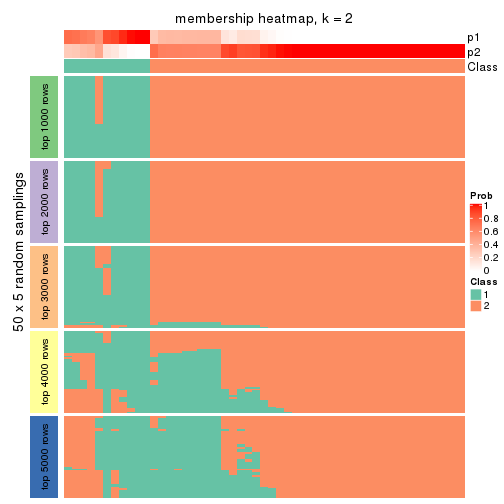 membership heatmap, k = 2
p1
p2
Class
50 x 5 random samplings
top 1000 rows
top 2000 rows
top 3000 rows
top 4000 rows
top 5000 rows
Prob
1
0.8
0.6
0.4
0.2
0
Class
1
2